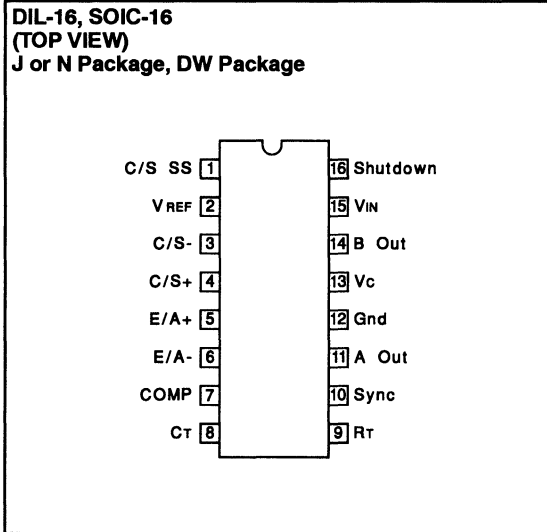 DIL-16, SOIC-16
(TOP VIEW)
J or N Package, DW Package
C/S SS 1 16 Shutdown
VREF 2 15 VIN
C/S- 3 14 B Out
C/S+ 4 13 Vc
E/A+ 5 12 Gnd
E/A- 6 11 A Out
COMP 7 10 Sync
CT 8 9 RT